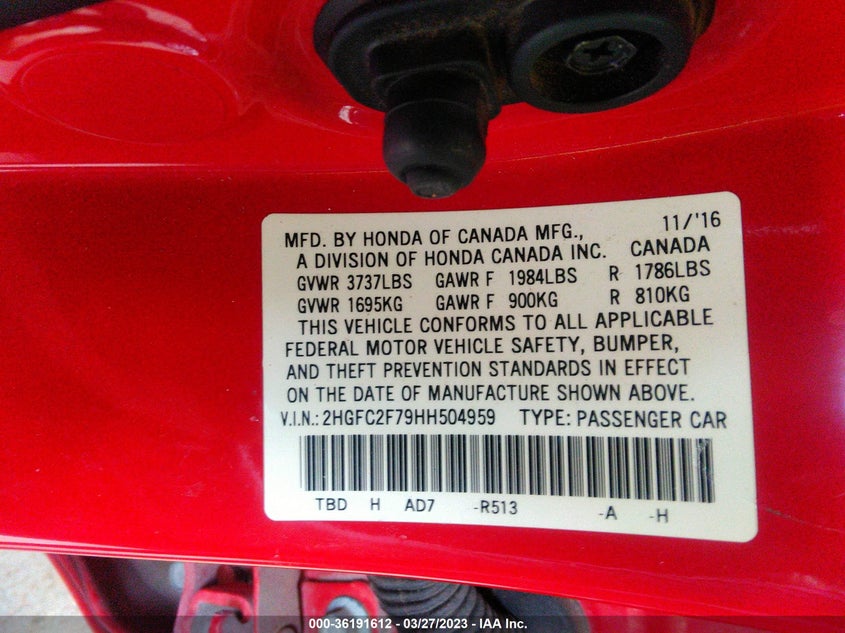 11/'16
MFD. BY HONDA OF CANADA MFG.,
A DIVISION OF HONDA CANADA INC. CANADA
GVWR 3737LBS GAWR F 1984LBS R 1786LBS
GVWR 1695KG GAWR F 900KG R 810KG
THIS VEHICLE CONFORMS TO ALL APPLICABLE
FEDERAL MOTOR VEHICLE SAFETY, BUMPER,
AND THEFT PREVENTION STANDARDS IN EFFECT
ON THE DATE OF MANUFACTURE SHOWN ABOVE.
V.I.N.: 2HGFC2F79HH504959 TYPE: PASSENGER CAR
TBD H AD7 -R513 -A -H
000-36191612 - 03/27/2023 - IAA Inc.